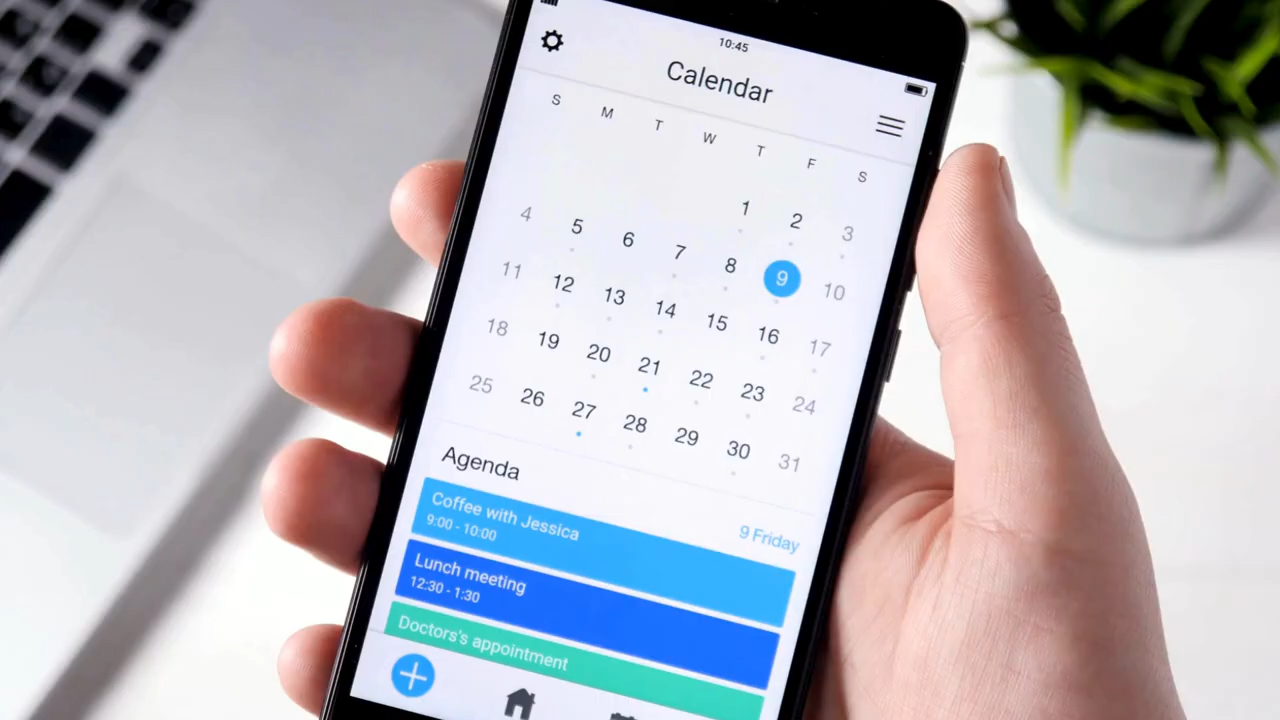 10:45
Calendar
S M T W T F S
1 2 3
4 5 6 7 8 9 10
11 12 13 14 15 16 17
18 19 20 21 22 23 24
25 26 27 28 29 30 31
Agenda
9 Friday
Coffee with Jessica
9:00 - 10:00
Lunch meeting
12:30 - 1:30
Doctors's appointment